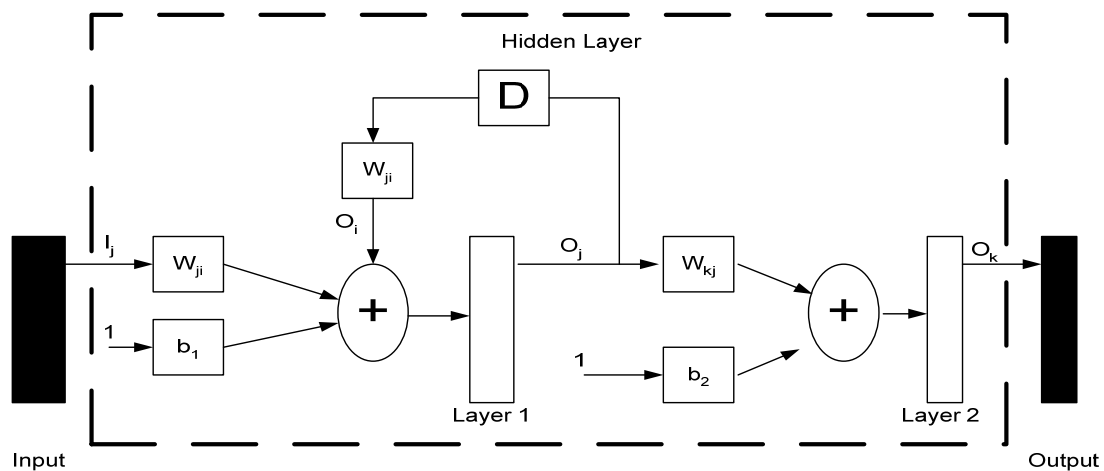 Hidden Layer
D
W_ji
O_i
I_j
W_ji
O_j
W_kj
O_k
+
+
1
b_1
1
b_2
Layer 1
Layer 2
Input
Output